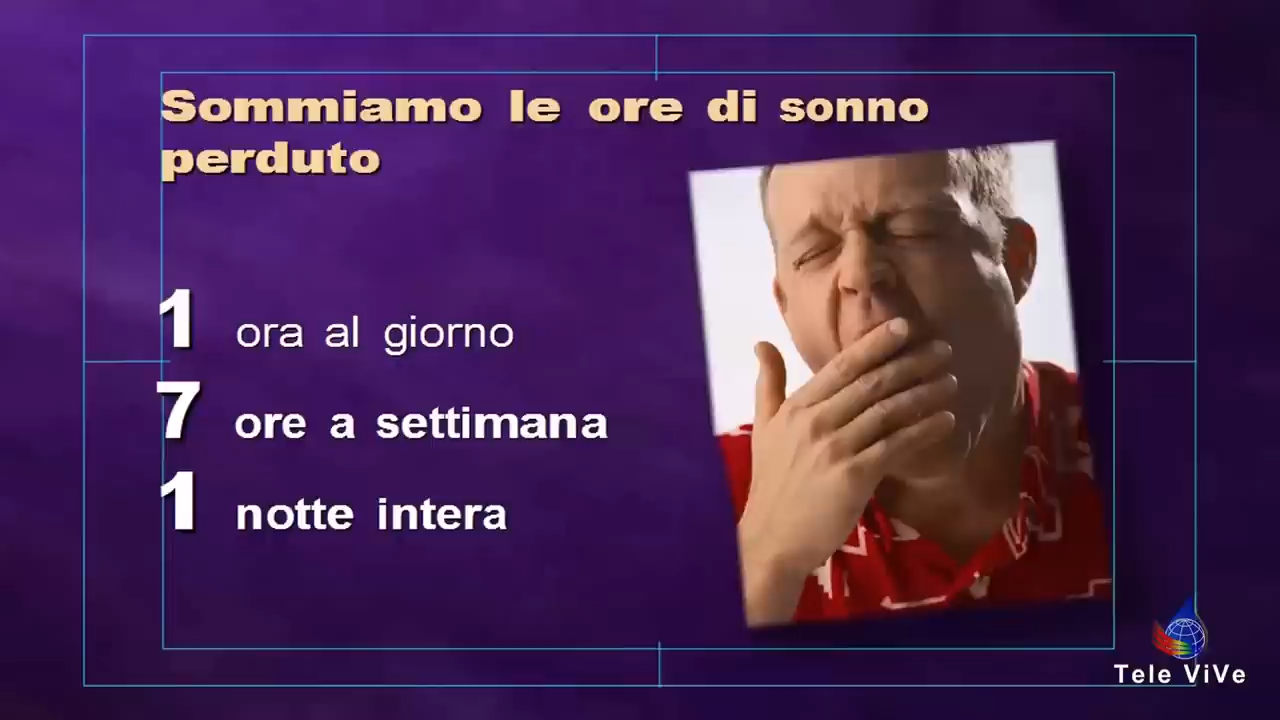 Sommiamo le ore di sonno
perduto
1 ora al giorno
7 ore a settimana
1 notte intera
Tele ViVe